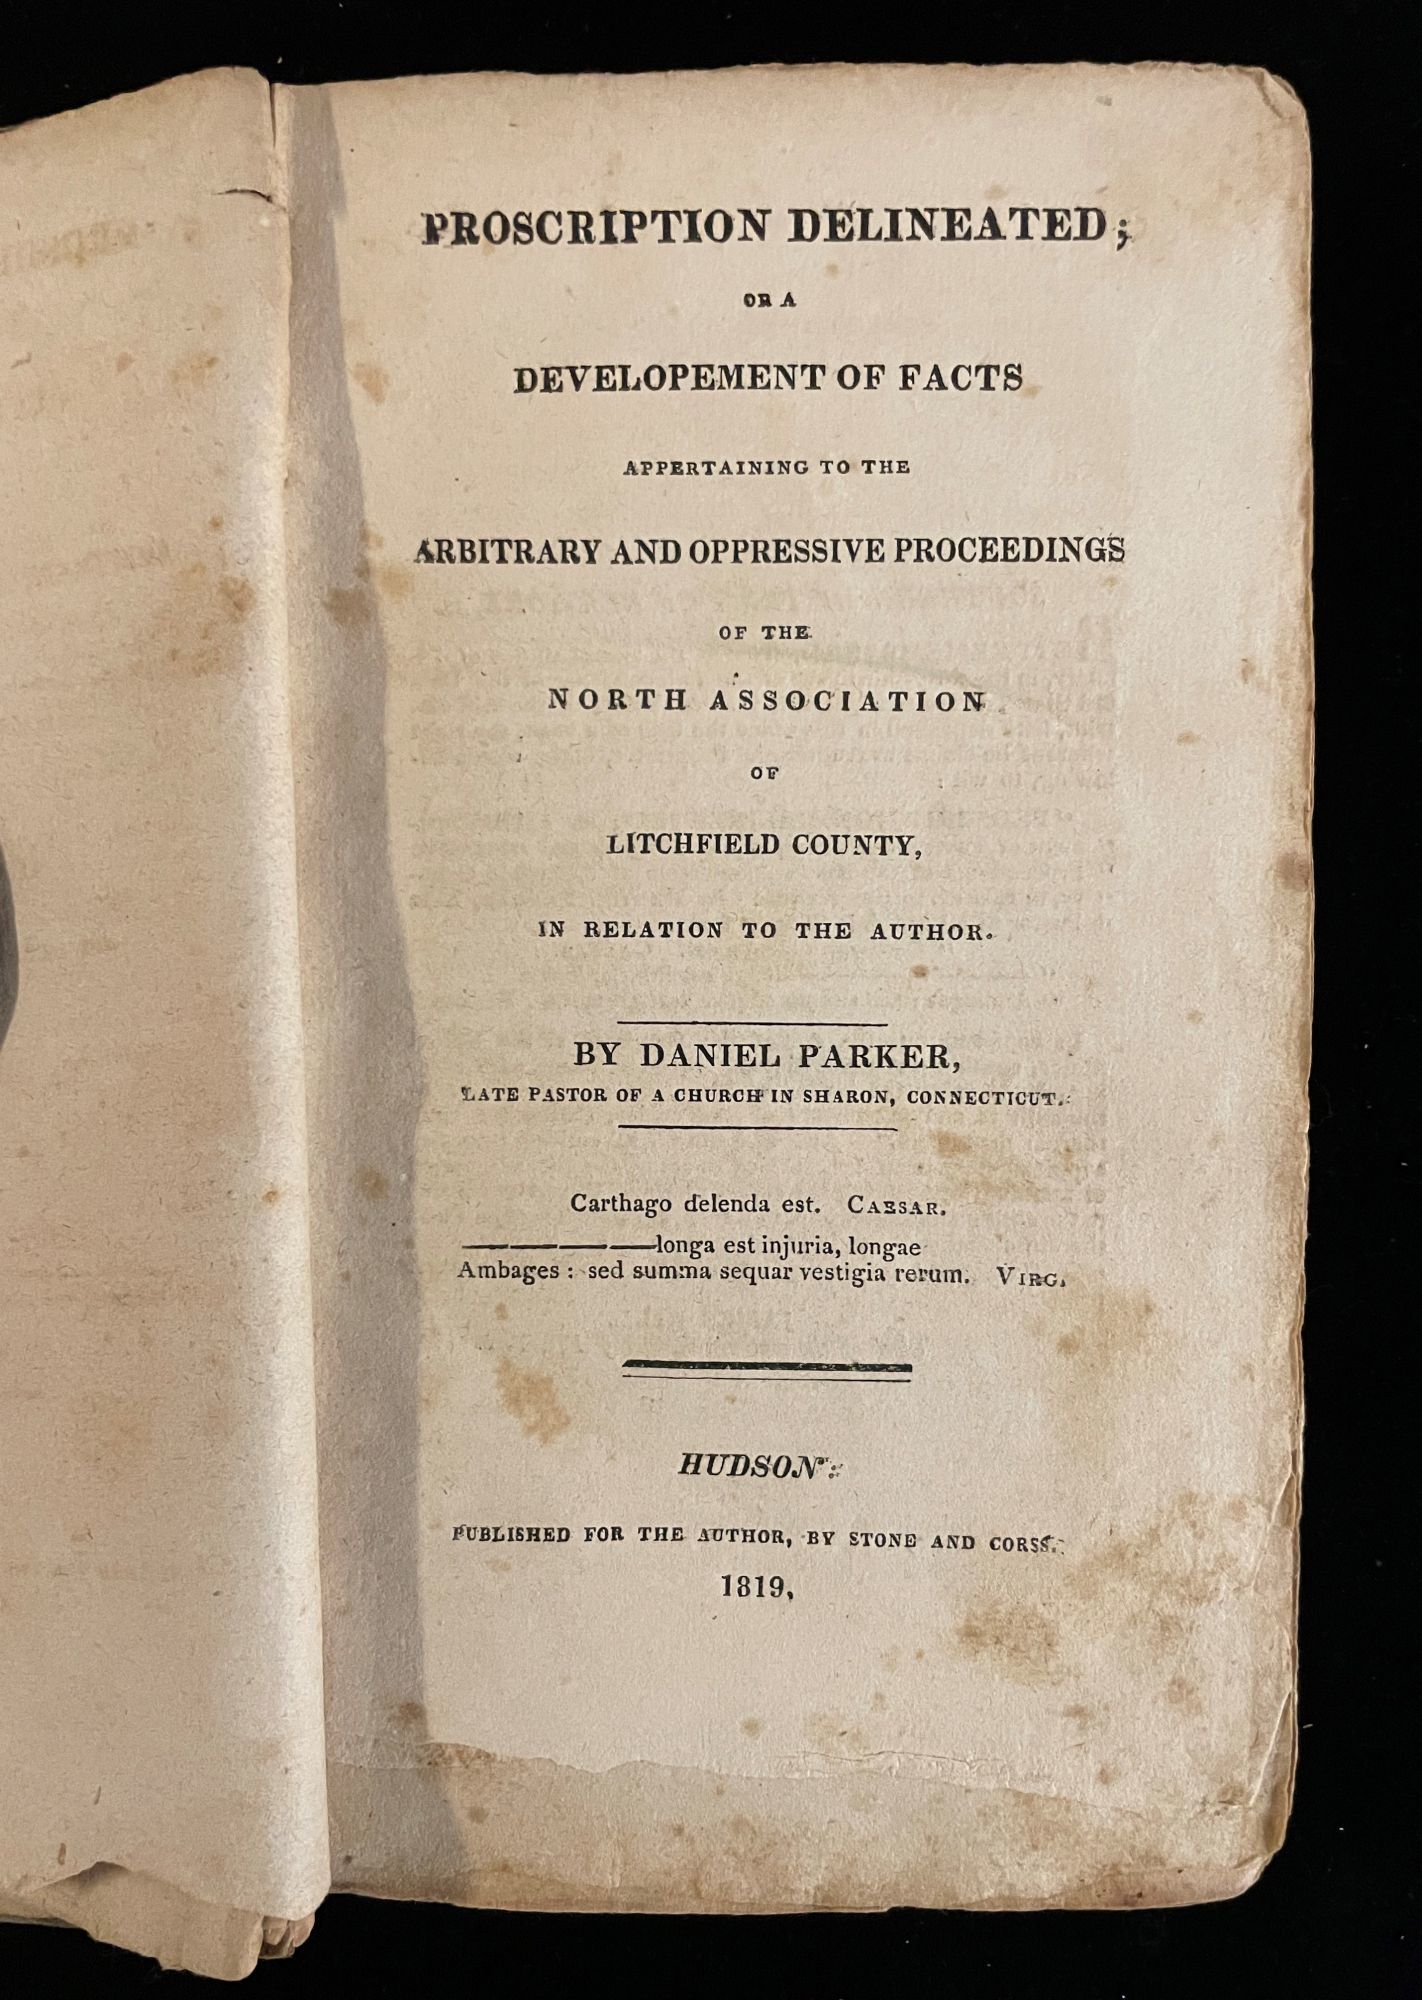 PROSCRIPTION DELINEATED;
OR A
DEVELOPEMENT OF FACTS
APPERTAINING TO THE
ARBITRARY AND OPPRESSIVE PROCEEDINGS
OF THE
NORTH ASSOCIATION
OF
LITCHFIELD COUNTY,
IN RELATION TO THE AUTHOR.
BY DANIEL PARKER,
LATE PASTOR OF A CHURCH IN SHARON, CONNECTICUT.
Carthago delenda est. CAESAR.
————longa est injuria, longae
Ambages: sed summa sequar vestigia rerum. VIRG.
HUDSON:
PUBLISHED FOR THE AUTHOR, BY STONE AND CORSS.
1819,